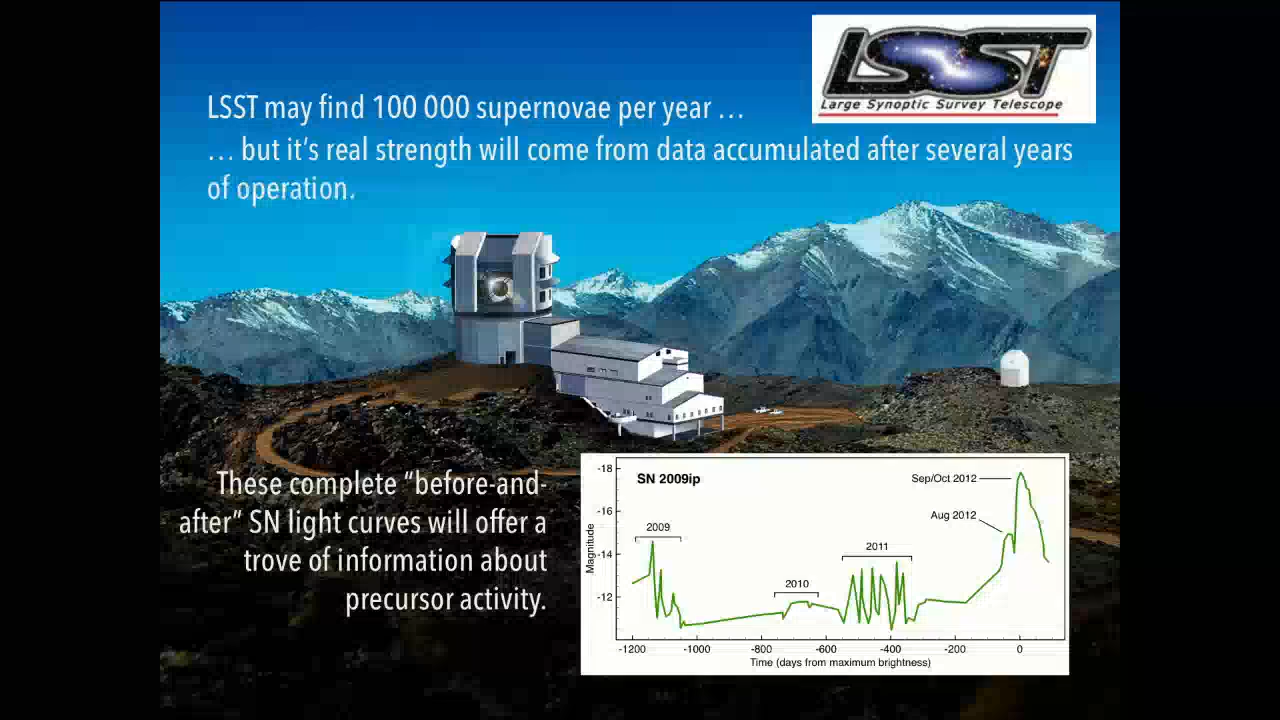 LSST
Large Synoptic Survey Telescope
LSST may find 100 000 supernovae per year …
… but it’s real strength will come from data accumulated after several years
of operation.
These complete “before-and-
after” SN light curves will offer a
trove of information about
precursor activity.
SN 2009ip
Sep/Oct 2012
Aug 2012
2009
2010
2011
Magnitude
-18
-16
-14
-12
-1200 -1000 -800 -600 -400 -200 0
Time (days from maximum brightness)